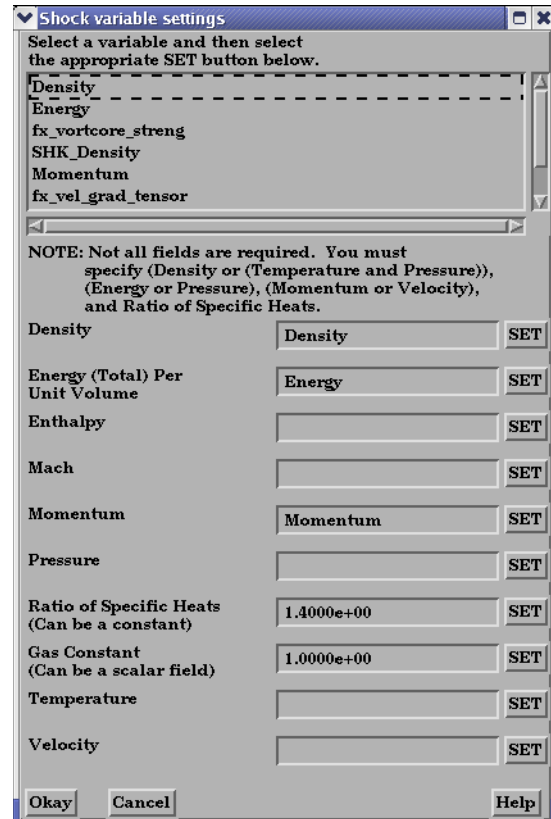 Shock variable settings
Select a variable and then select
the appropriate SET button below.
Density
Energy
fx_vortcore_streng
SHK_Density
Momentum
fx_vel_grad_tensor
NOTE: Not all fields are required. You must
specify (Density or (Temperature and Pressure)),
(Energy or Pressure), (Momentum or Velocity),
and Ratio of Specific Heats.
Density Density SET
Energy (Total) Per
Unit Volume Energy SET
Enthalpy SET
Mach SET
Momentum Momentum SET
Pressure SET
Ratio of Specific Heats
(Can be a constant) 1.4000e+00 SET
Gas Constant
(Can be a scalar field) 1.0000e+00 SET
Temperature SET
Velocity SET
Okay Cancel Help